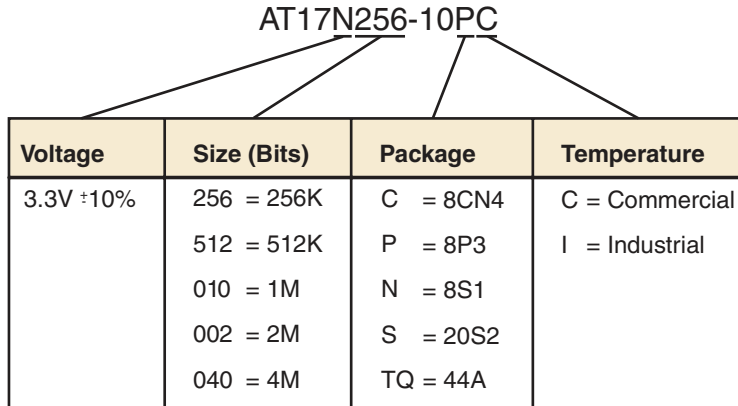 AT17N256-10PC
Voltage Size (Bits) Package Temperature
3.3V ±10% 256 = 256K C = 8CN4 C = Commercial
512 = 512K P = 8P3 I = Industrial
010 = 1M N = 8S1
002 = 2M S = 20S2
040 = 4M TQ = 44A